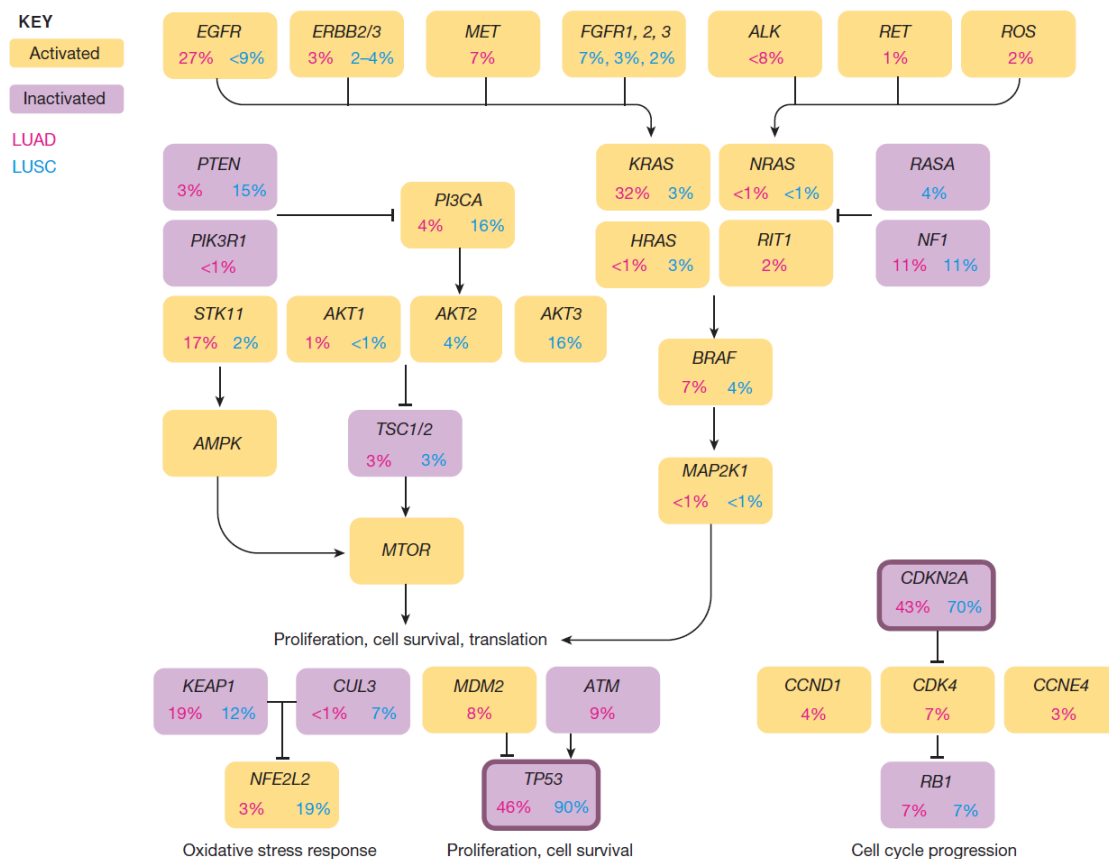 KEY
Activated
Inactivated
LUAD
LUSC
EGFR
27% <9%
ERBB2/3
3% 2–4%
MET
7%
FGFR1, 2, 3
7%, 3%, 2%
ALK
<8%
RET
1%
ROS
2%
PTEN
3% 15%
PIK3R1
<1%
PI3CA
4% 16%
KRAS
32% 3%
NRAS
<1% <1%
HRAS
<1% 3%
RIT1
2%
RASA
4%
NF1
11% 11%
STK11
17% 2%
AKT1
1% <1%
AKT2
4%
AKT3
16%
BRAF
7% 4%
AMPK
TSC1/2
3% 3%
MAP2K1
<1% <1%
MTOR
Proliferation, cell survival, translation
CDKN2A
43% 70%
KEAP1
19% 12%
CUL3
<1% 7%
MDM2
8%
ATM
9%
CCND1
4%
CDK4
7%
CCNE4
3%
NFE2L2
3% 19%
TP53
46% 90%
RB1
7% 7%
Oxidative stress response
Proliferation, cell survival
Cell cycle progression